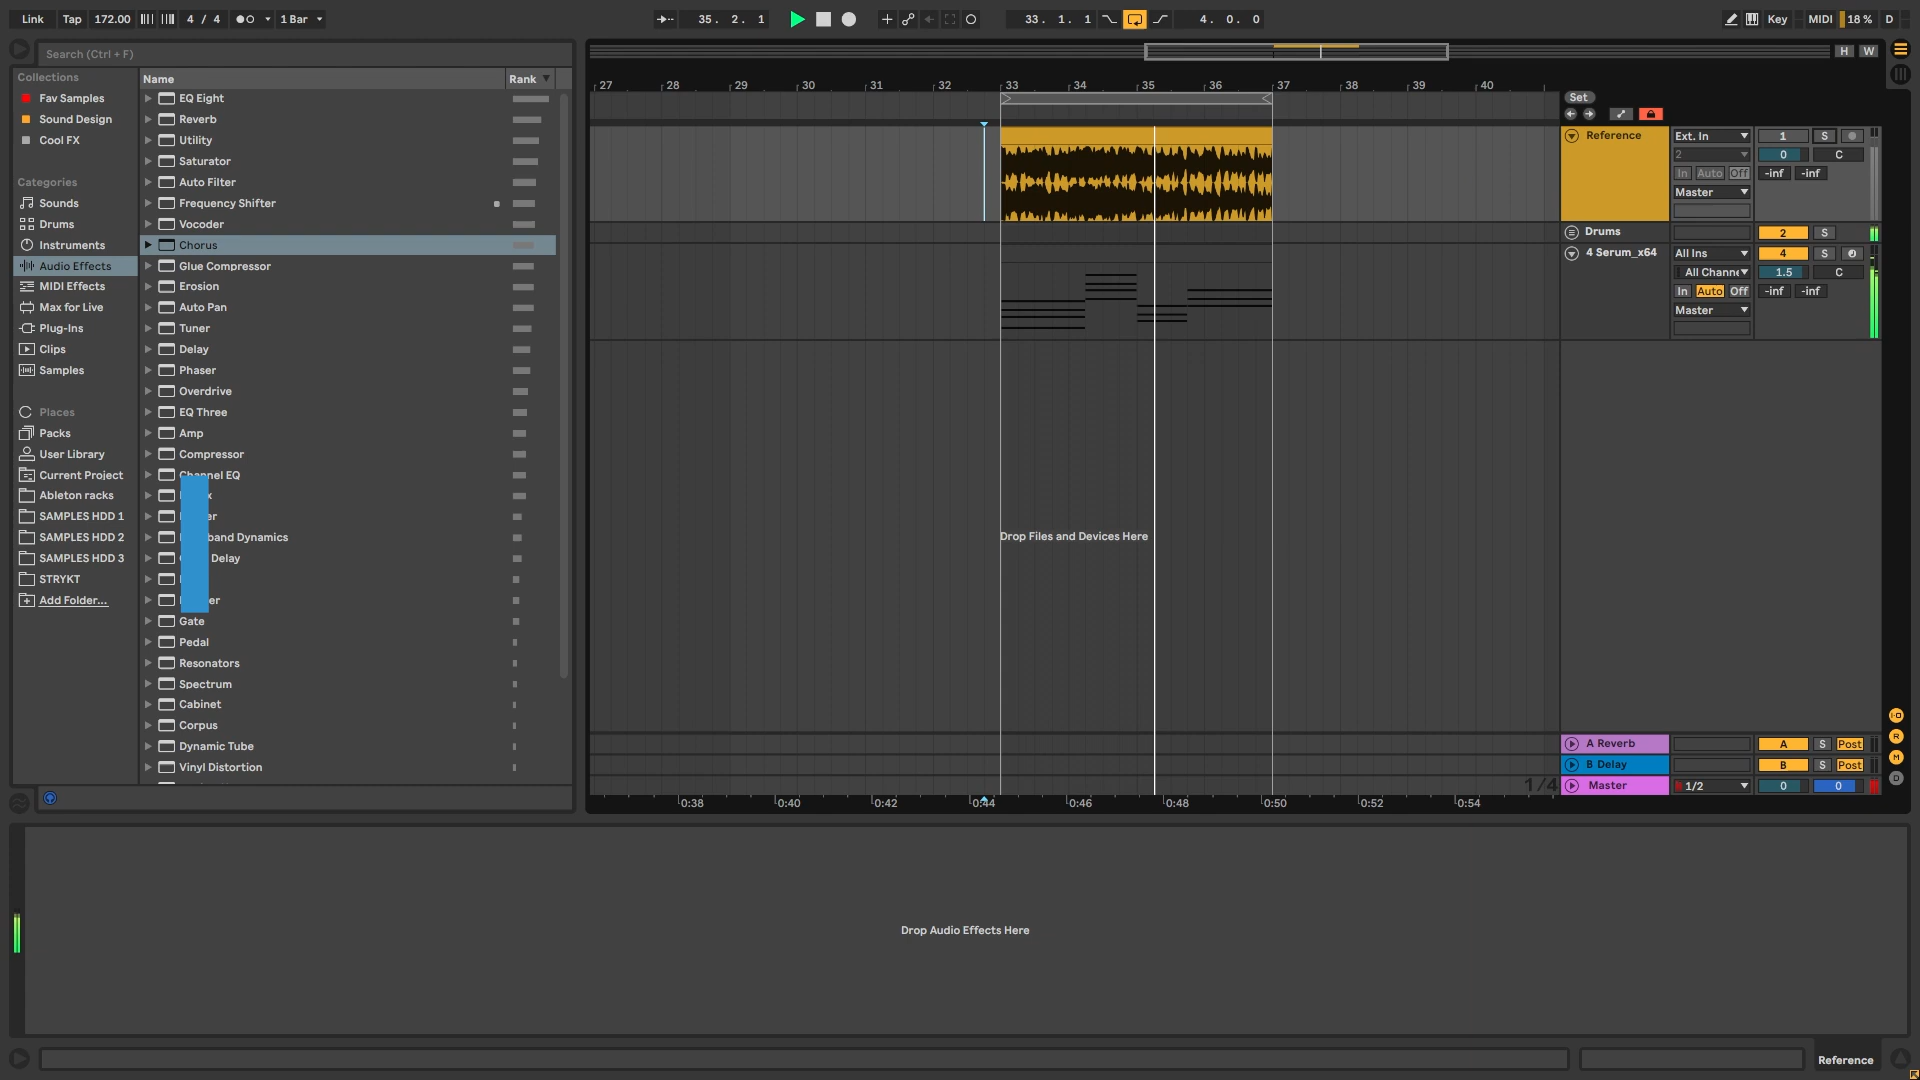 Link Tap 172.00 4 / 4 1 Bar 35. 2. 1 33. 1. 1 4. 0. 0 Key MIDI 18 % D
Search (Ctrl + F)
H W
Collections
Fav Samples
Sound Design
Cool FX
Categories
Sounds
Drums
Instruments
Audio Effects
MIDI Effects
Max for Live
Plug-Ins
Clips
Samples
Places
Packs
User Library
Current Project
Ableton racks
SAMPLES HDD 1
SAMPLES HDD 2
SAMPLES HDD 3
STRYKT
Add Folder...
Name Rank
EQ Eight
Reverb
Utility
Saturator
Auto Filter
Frequency Shifter
Vocoder
Chorus
Glue Compressor
Erosion
Auto Pan
Tuner
Delay
Phaser
Overdrive
EQ Three
Amp
Compressor
Channel EQ
Delay
Gate
Pedal
Resonators
Spectrum
Cabinet
Corpus
Dynamic Tube
Vinyl Distortion
27 28 29 30 31 32 33 34 35 36 37 38 39 40
Set
Reference Ext. In 1 S
2 0 C
In Auto Off -inf -inf
Master
Drums 2 S
4 Serum_x64 All Ins 4 S
All Channe 1.5 C
In Auto Off -inf -inf
Master
Drop Files and Devices Here
A Reverb A S Post
B Delay B S Post
1/4 Master 1/2 0 0
I-O
R
M
D
0:38 0:40 0:42 0:44 0:46 0:48 0:50 0:52 0:54
Drop Audio Effects Here
Reference